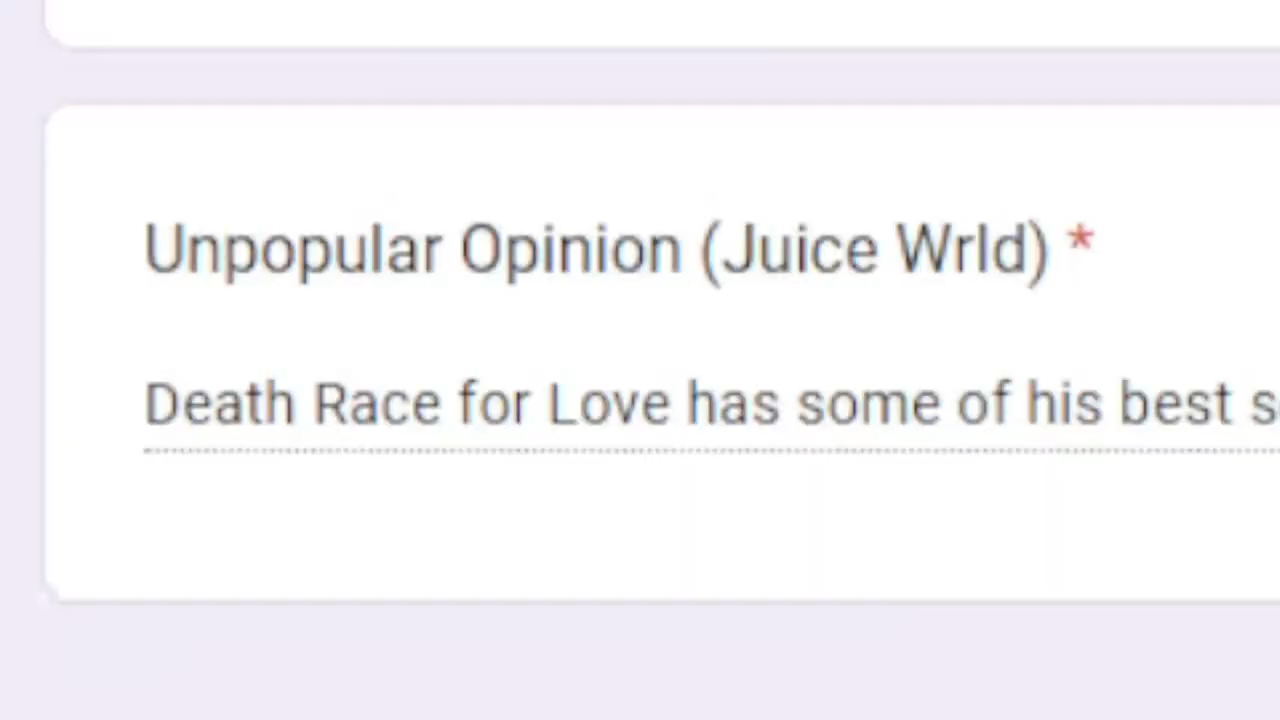 Unpopular Opinion (Juice Wrld) *
Death Race for Love has some of his best s